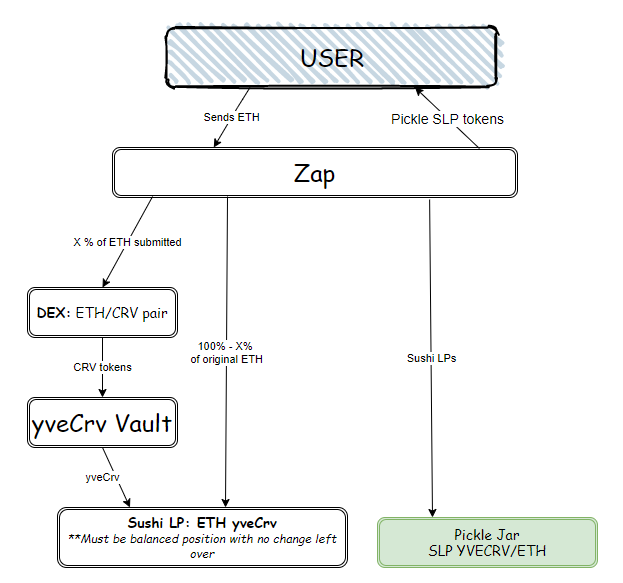 USER
Sends ETH
Pickle SLP tokens
Zap
X % of ETH submitted
DEX: ETH/CRV pair
100% - X%
of original ETH
Sushi LPs
CRV tokens
yveCrv Vault
yveCrv
Sushi LP: ETH yveCrv
**Must be balanced position with no change left
over
Pickle Jar
SLP YVECRV/ETH